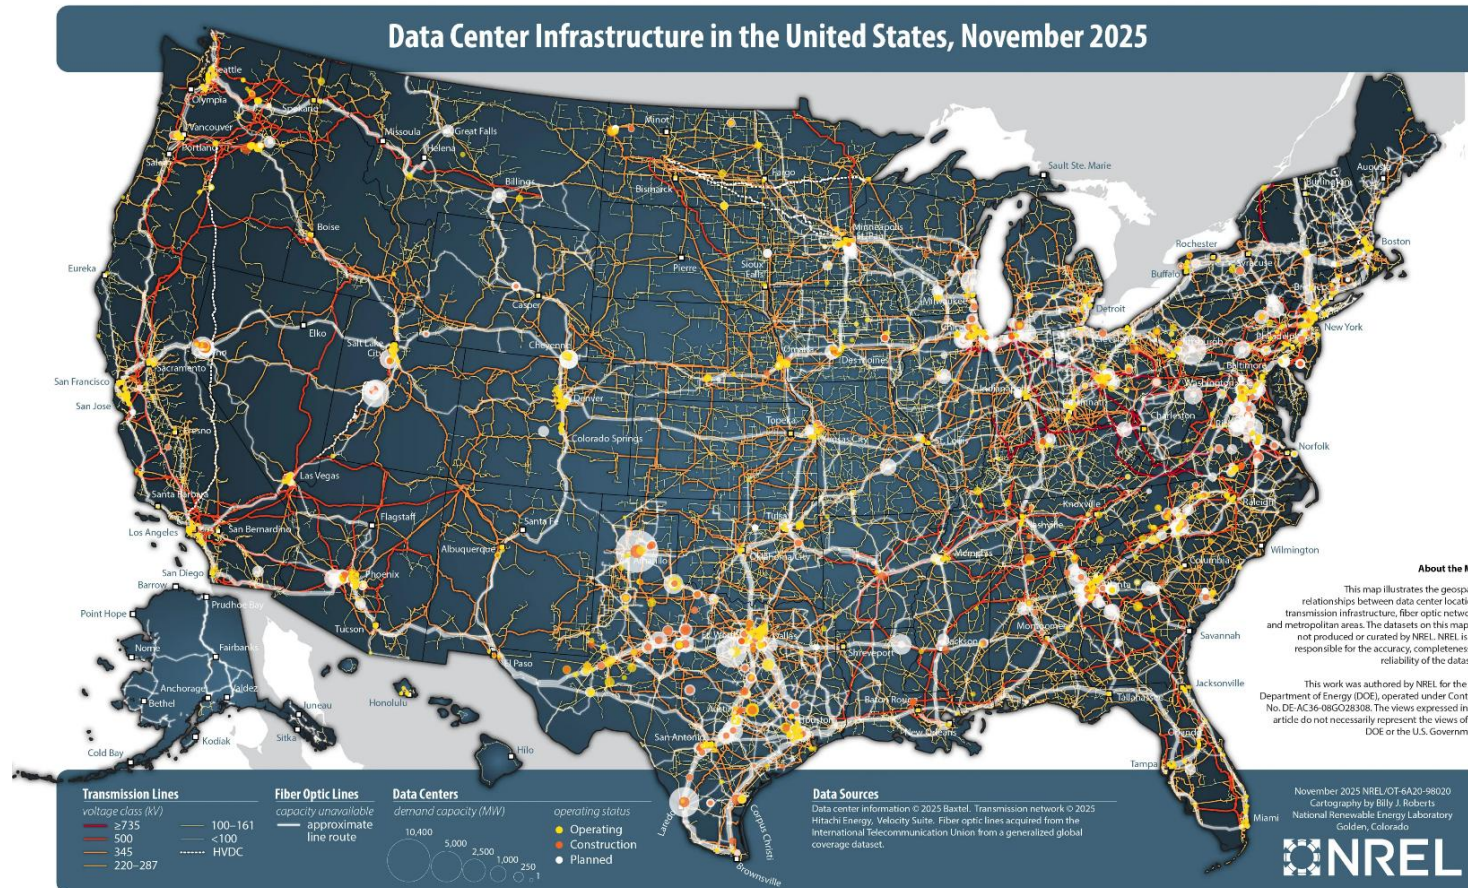 Data Center Infrastructure in the United States, November 2025
Seattle
Olympia
Spokane
Vancouver
Portland
Salem
Missoula
Great Falls
Helena
Billings
Minot
Bismarck
Fargo
Sault Ste. Marie
Augusta
Boise
Minneapolis
Rochester
Boston
Syracuse
Buffalo
Eureka
Pierre
Sioux
Falls
Casper
Milwaukee
Detroit
New York
Elko
Salt Lake
City
Cheyenne
Omaha
Des Moines
Pittsburgh
Philadelphia
Baltimore
Washington
Sacramento
San Francisco
San Jose
Denver
Indianapolis
Charleston
Fresno
Topeka
Kansas City
St. Louis
Colorado Springs
Norfolk
Las Vegas
Santa Barbara
Raleigh
Knoxville
Nashville
Flagstaff
Tulsa
Santa Fe
Los Angeles
San Bernardino
Albuquerque
Amarillo
Oklahoma City
Memphis
Wilmington
Columbia
San Diego
Phoenix
Barrow
Prudhoe Bay
Atlanta
Point Hope
Tucson
Ft. Worth
Dallas
Montgomery
Savannah
Nome
Fairbanks
El Paso
Shreveport
Jackson
Anchorage
Valdez
Bethel
Juneau
Honolulu
Jacksonville
Tallahassee
Baton Rouge
Austin
Houston
Kodiak
Sitka
Hilo
San Antonio
New Orleans
Orlando
Cold Bay
Tampa
Laredo
Corpus Christi
Brownsville
Miami
About the M
This map illustrates the geospa
relationships between data center locatio
transmission infrastructure, fiber optic netwo
and metropolitan areas. The datasets on this map
not produced or curated by NREL. NREL is
responsible for the accuracy, completeness
reliability of the datas
This work was authored by NREL for the
Department of Energy (DOE), operated under Cont
No. DE-AC36-08GO28308. The views expressed in
article do not necessarily represent the views of
DOE or the U.S. Governm
Transmission Lines
voltage class (kV)
≥735
500
345
220–287
100–161
<100
HVDC
Fiber Optic Lines
capacity unavailable
approximate
line route
Data Centers
demand capacity (MW)
10,400
5,000
2,500
1,000
250
1
operating status
Operating
Construction
Planned
Data Sources
Data center information © 2025 Baxtel. Transmission network © 2025
Hitachi Energy, Velocity Suite. Fiber optic lines acquired from the
International Telecommunication Union from a generalized global
coverage dataset.
November 2025 NREL/OT-6A20-98020
Cartography by Billy J. Roberts
National Renewable Energy Laboratory
Golden, Colorado
NREL